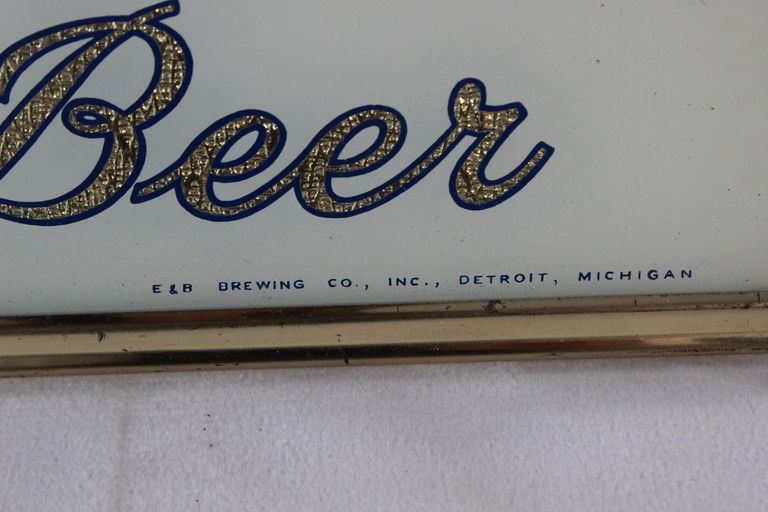 Beer
E & B BREWING CO., INC., DETROIT, MICHIGAN